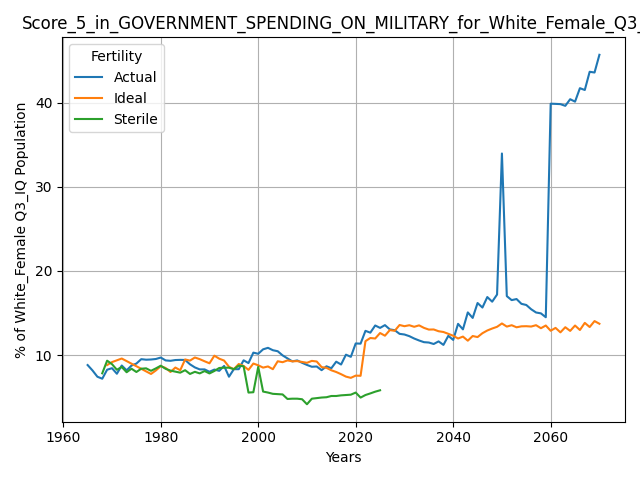 Score_5_in_GOVERNMENT_SPENDING_ON_MILITARY_for_White_Female_Q3_
Fertility
Actual
Ideal
Sterile
% of White_Female Q3_IQ Population
40
30
20
10
1960
1980
2000
2020
2040
2060
Years